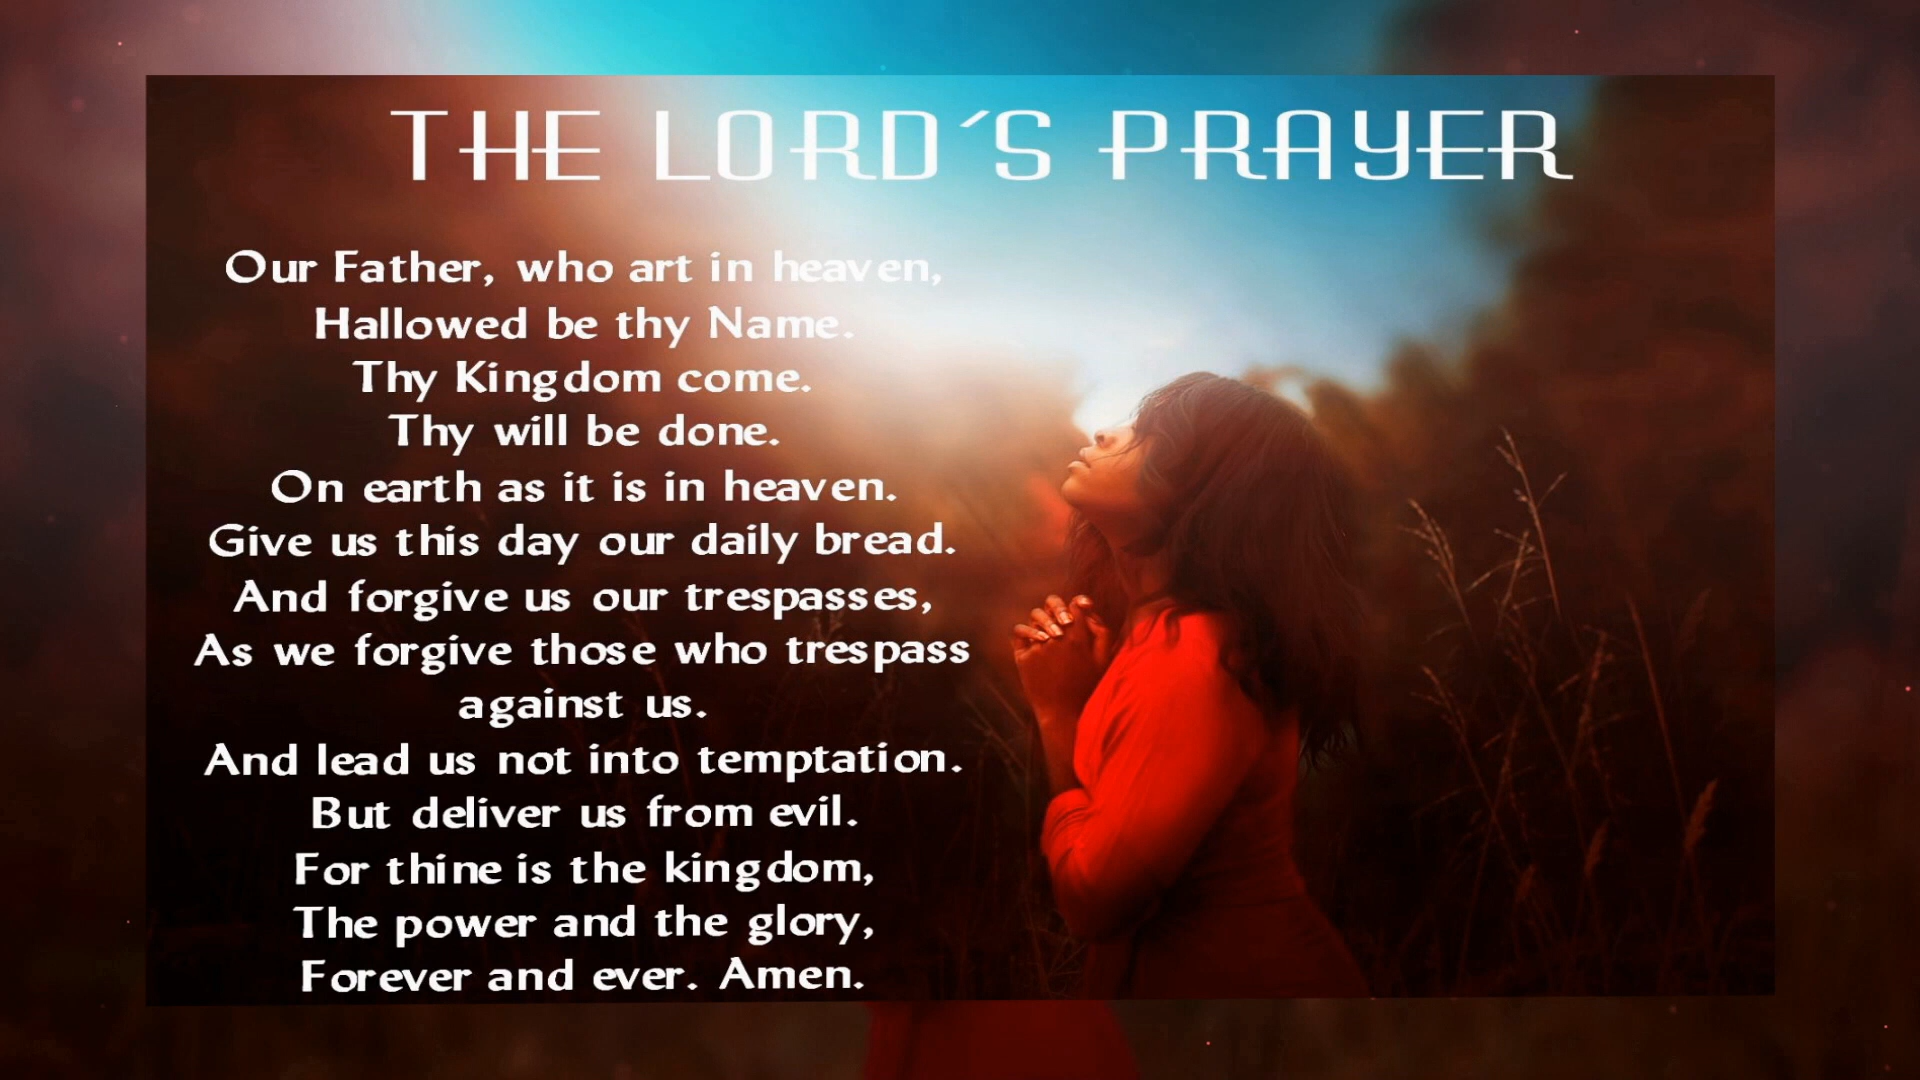 THE LORD´S PRAYER
Our Father, who art in heaven,
Hallowed be thy Name.
Thy Kingdom come.
Thy will be done.
On earth as it is in heaven.
Give us this day our daily bread.
And forgive us our trespasses,
As we forgive those who trespass
against us.
And lead us not into temptation.
But deliver us from evil.
For thine is the kingdom,
The power and the glory,
Forever and ever. Amen.